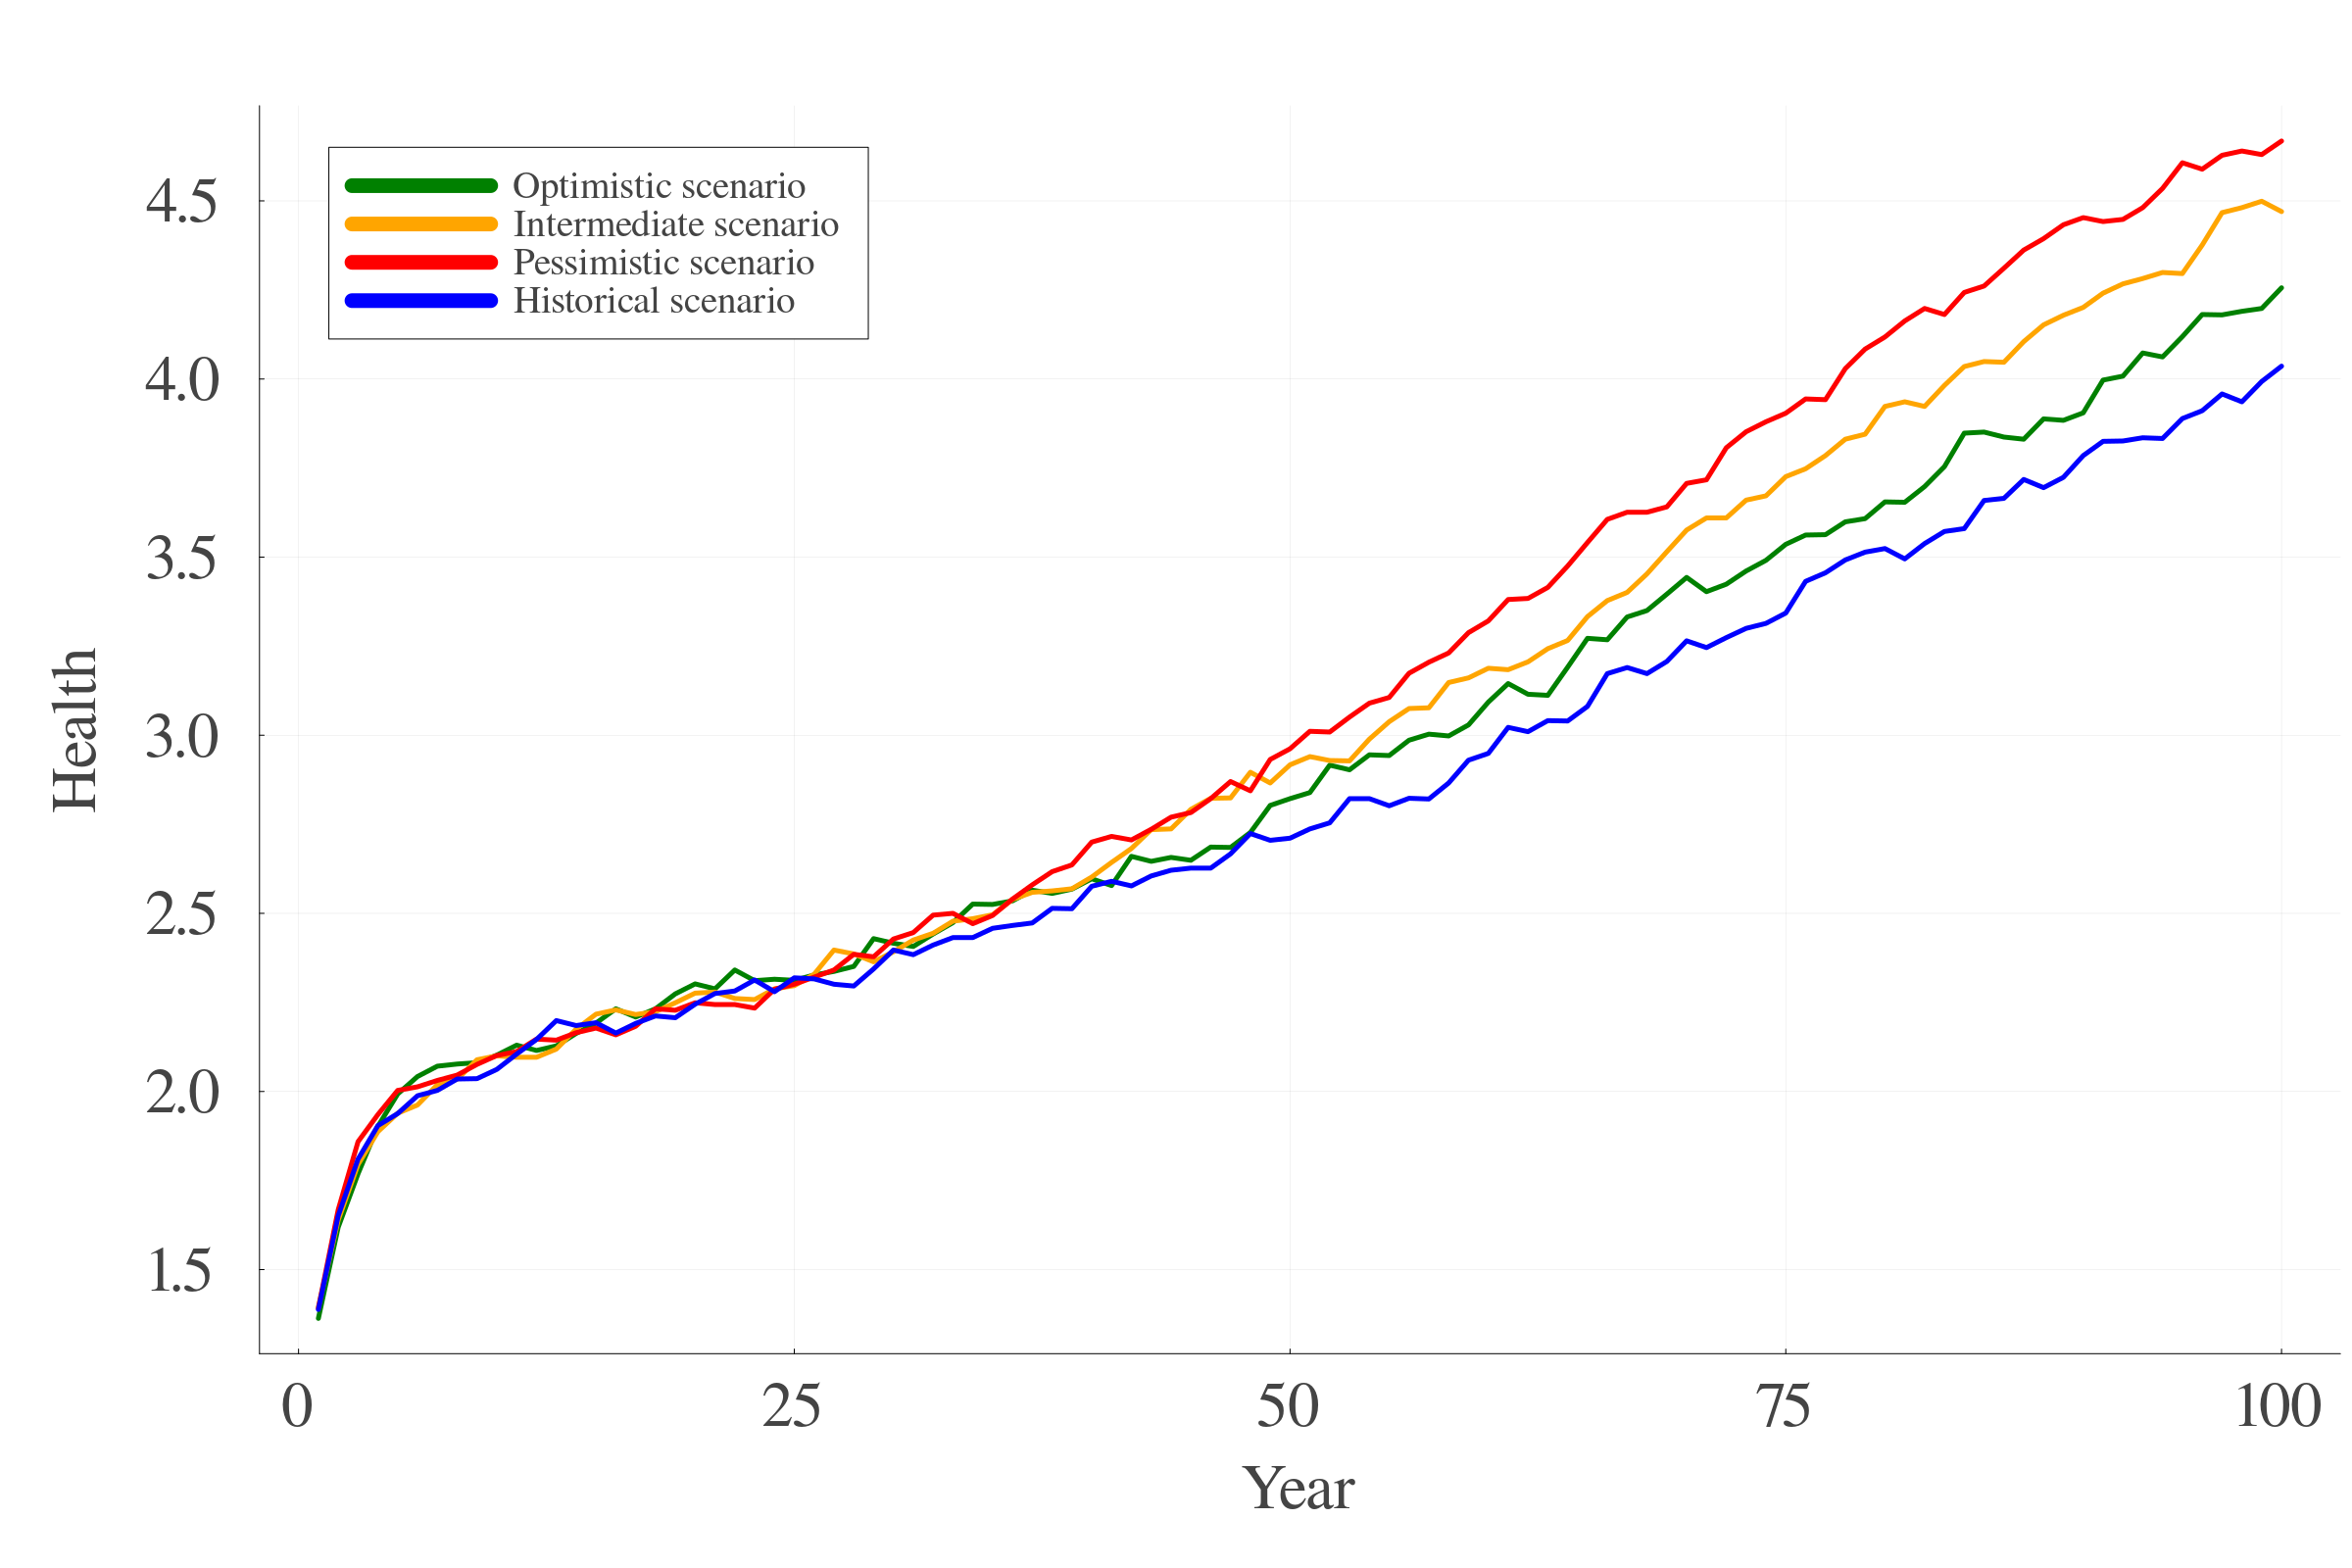 Optimistic scenario
Intermediate scenario
Pessimistic scenario
Historical scenario
4.5
4.0
3.5
3.0
2.5
2.0
1.5
Health
0 25 50 75 100
Year